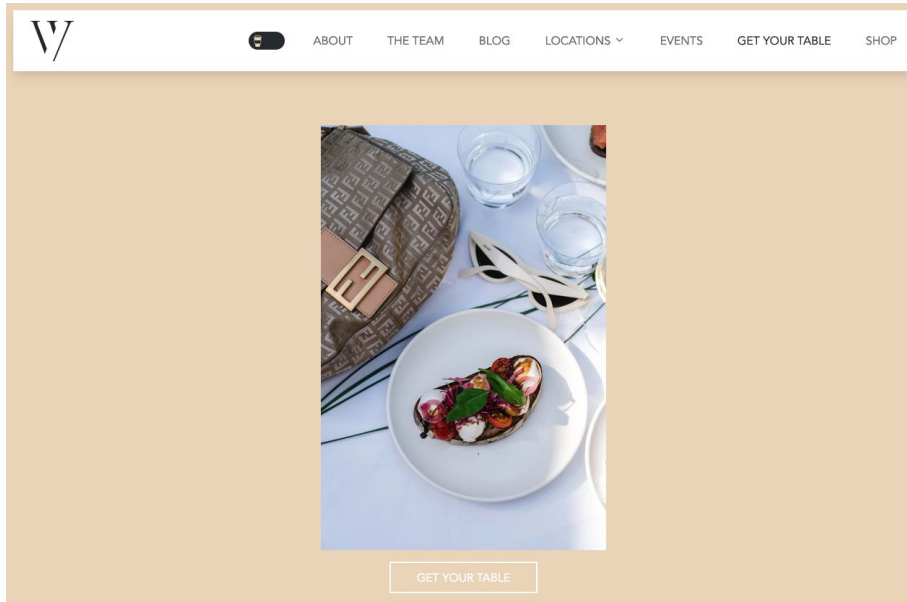 W
ABOUT
THE TEAM
BLOG
LOCATIONS
EVENTS
GET YOUR TABLE
SHOP
GET YOUR TABLE